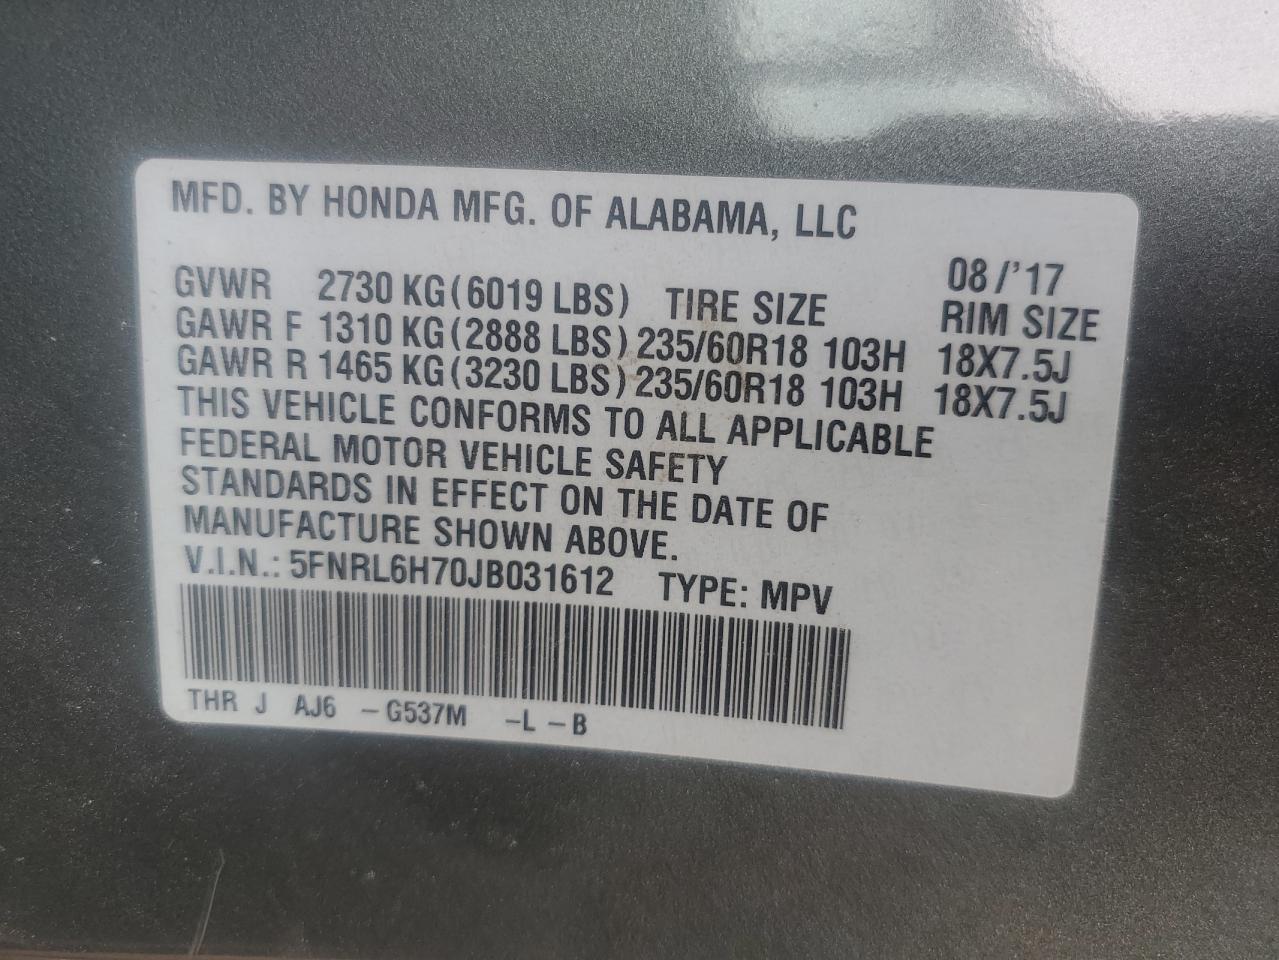 MFD. BY HONDA MFG. OF ALABAMA, LLC
08/'17
GVWR 2730 KG(6019 LBS) TIRE SIZE RIM SIZE
GAWR F 1310 KG(2888 LBS) 235/60R18 103H 18X7.5J
GAWR R 1465 KG(3230 LBS) 235/60R18 103H 18X7.5J
THIS VEHICLE CONFORMS TO ALL APPLICABLE
FEDERAL MOTOR VEHICLE SAFETY
STANDARDS IN EFFECT ON THE DATE OF
MANUFACTURE SHOWN ABOVE.
V.I.N.: 5FNRL6H70JB031612 TYPE: MPV
THR J AJ6 -G537M -L -B